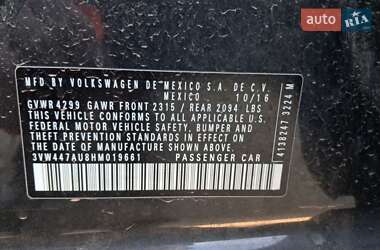 auto RIA
MFD BY VOLKSWAGEN DE MEXICO S.A. DE C.V.
MEXICO 10/16
GVWR 4299 GAWR FRONT 2315 / REAR 2094 LBS
THIS VEHICLE CONFORMS TO ALL APPLICABLE U.S.
FEDERAL MOTOR VEHICLE SAFETY, BUMPER AND
THEFT PREVENTION STANDARDS IN EFFECT ON THE
DATE OF MANUFACTURE SHOWN ABOVE.
3VW447AU8HM019661 PASSENGER CAR
4138247 3224 M